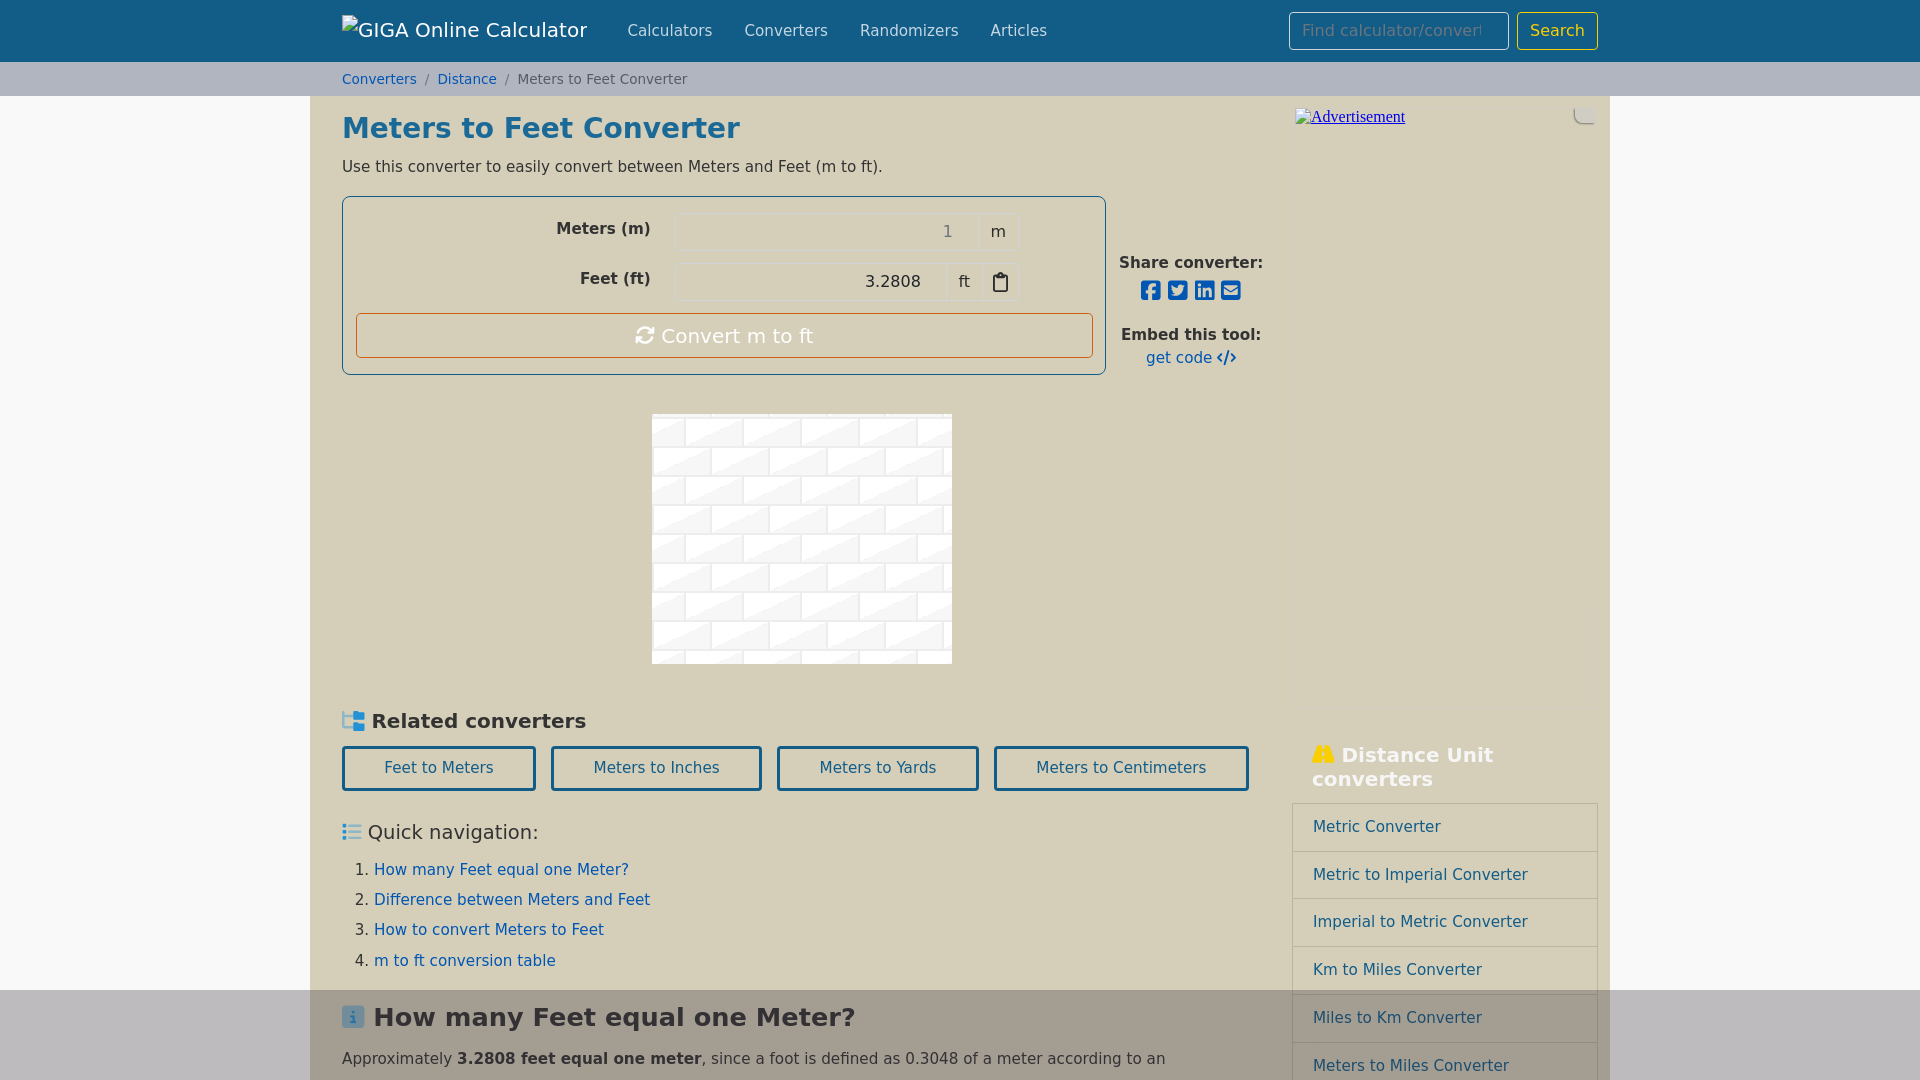 GIGA Online Calculator
Calculators
Converters
Randomizers
Articles
Find calculator/convert
Search
Converters / Distance / Meters to Feet Converter
Meters to Feet Converter
Use this converter to easily convert between Meters and Feet (m to ft).
Meters (m)
1
m
Feet (ft)
3.2808
ft
Convert m to ft
Share converter:
Embed this tool:
get code
Advertisement
Related converters
Feet to Meters
Meters to Inches
Meters to Yards
Meters to Centimeters
Quick navigation:
1. How many Feet equal one Meter?
2. Difference between Meters and Feet
3. How to convert Meters to Feet
4. m to ft conversion table
How many Feet equal one Meter?
Approximately 3.2808 feet equal one meter, since a foot is defined as 0.3048 of a meter according to an
Distance Unit
converters
Metric Converter
Metric to Imperial Converter
Imperial to Metric Converter
Km to Miles Converter
Miles to Km Converter
Meters to Miles Converter